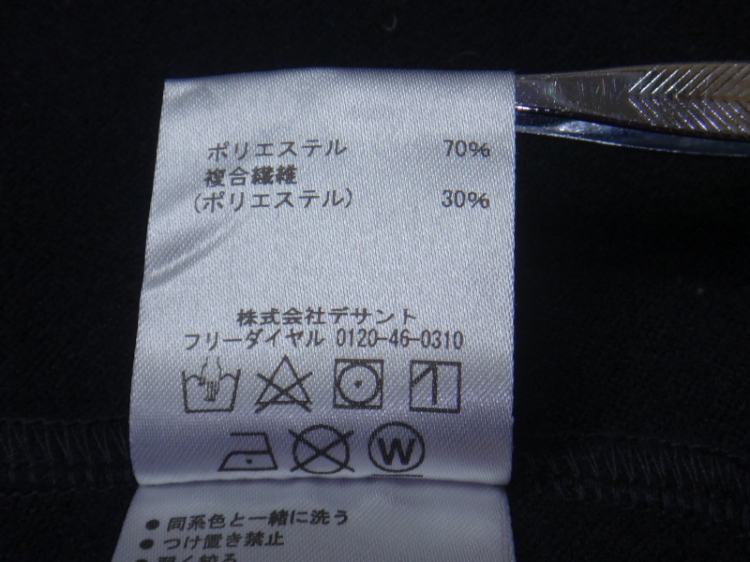 ポリエステル 70%
複合繊維
(ポリエステル) 30%
株式会社デサント
フリーダイヤル 0120-46-0310
W
● 同系色と一緒に洗う
● つけ置き禁止